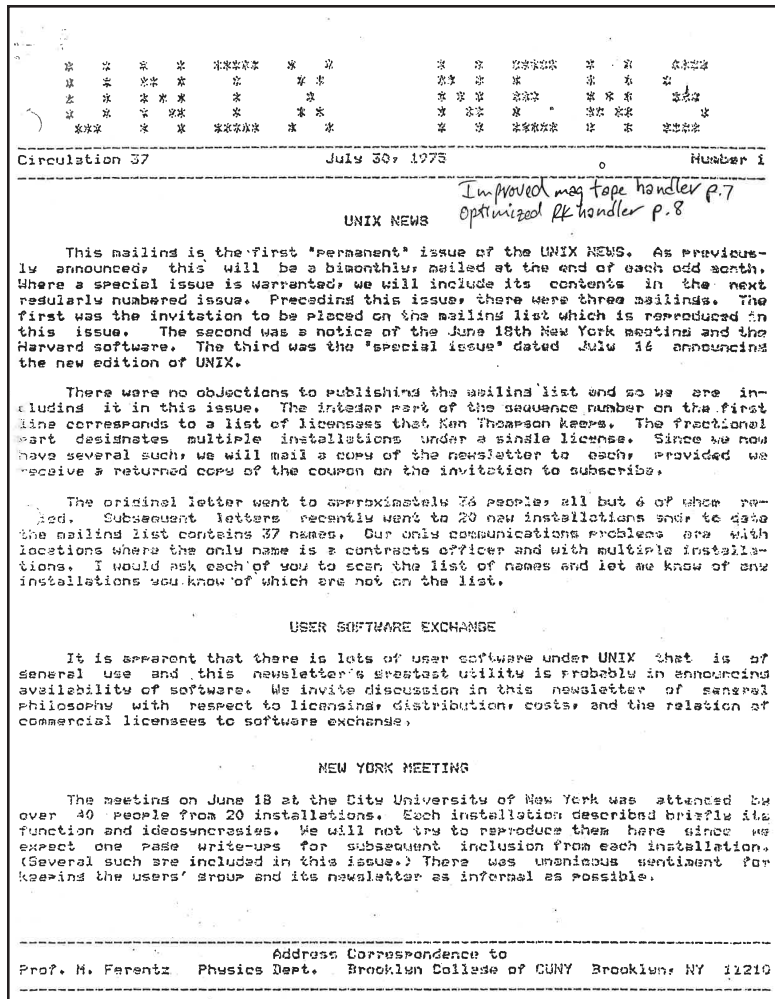 UNIX NEWS
Circulation 37 July 30, 1975 Number 1
Improved mag tape handler p.7
Optimized RK handler p.8
UNIX NEWS
This mailing is the first "permanent" issue of the UNIX NEWS. As previous-
ly announced, this will be a bimonthly, mailed at the end of each odd month.
Where a special issue is warranted, we will include its contents in the next
regularly numbered issue. Preceding this issue, there were three mailings. The
first was the invitation to be placed on the mailing list which is reproduced in
this issue. The second was a notice of the June 18th New York meeting and the
Harvard software. The third was the "special issue" dated July 16 announcing
the new edition of UNIX.
There were no objections to publishing the mailing list and so we are in-
cluding it in this issue. The integer part of the sequence number on the first
line corresponds to a list of licensees that Ken Thompson keeps. The fractional
part designates multiple installations under a single license. Since we now
have several such, we will mail a copy of the newsletter to each, provided we
receive a returned copy of the coupon on the invitation to subscribe.
The original letter went to approximately people, all but 6 of whom re-
lied. Subsequent letters recently went to 20 new installations and, to date
the mailing list contains 37 names. Our only communications problems are with
locations where the only name is a contracts officer and with multiple installa-
tions. I would ask each of you to scan the list of names and let me know of any
installations you know of which are not on the list.
USER SOFTWARE EXCHANGE
It is apparent that there is lots of user software under UNIX that is of
general use and this newsletter's greatest utility is probably in announcing
availability of software. We invite discussion in this newsletter of general
philosophy with respect to licensing, distribution, costs, and the relation of
commercial licensees to software exchange.
NEW YORK MEETING
The meeting on June 18 at the City University of New York was attended by
over 40 people from 20 installations. Each installation described briefly its
function and ideosyncrasies. We will not try to reproduce them here since we
expect one page write-ups for subsequent inclusion from each installation.
(Several such are included in this issue.) There was unanimous sentiment for
keeping the users' group and its newsletter as informal as possible.
Address Correspondence to
Prof. M. Ferentz Physics Dept. Brooklyn College of CUNY Brooklyn, NY 11210